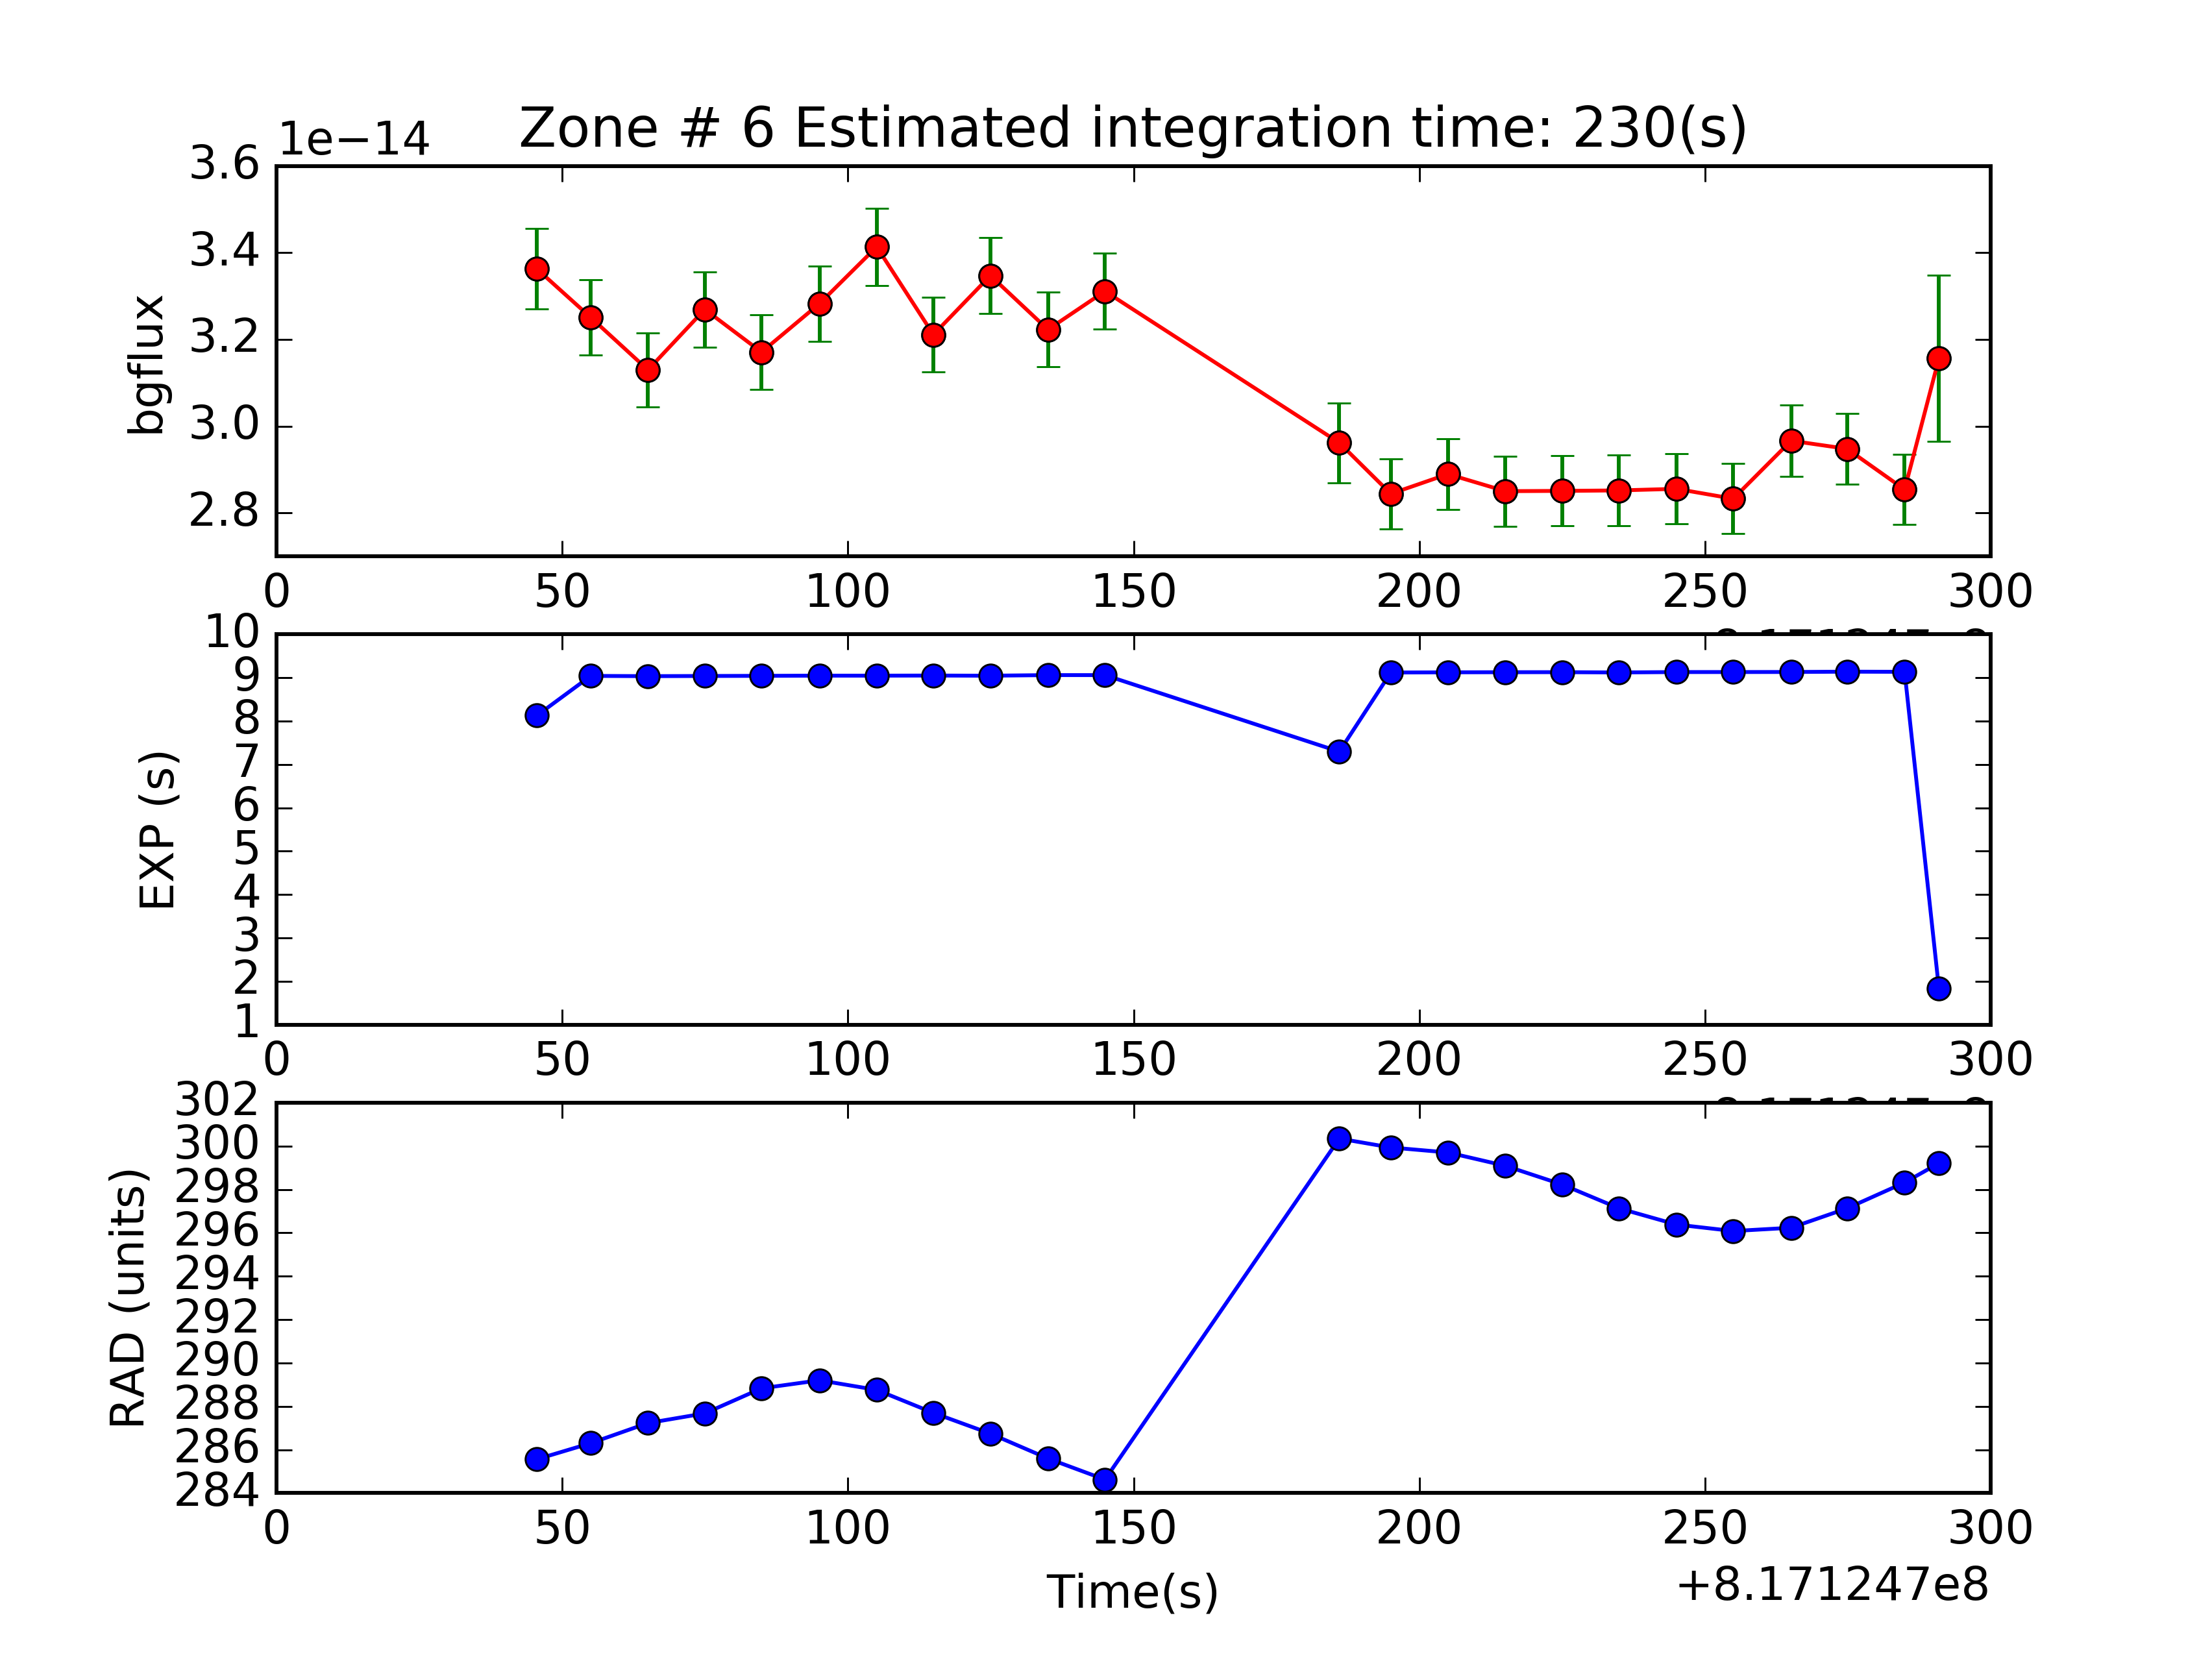 1e−14
Zone # 6 Estimated integration time: 230(s)
3.6
3.4
3.2
3.0
2.8
bgflux
0 50 100 150 200 250 300
10
9
8
7
6
5
4
3
2
1
EXP (s)
0 50 100 150 200 250 300
302
300
298
296
294
292
290
288
286
284
RAD (units)
0 50 100 150 200 250 300
Time(s)
+8.171247e8